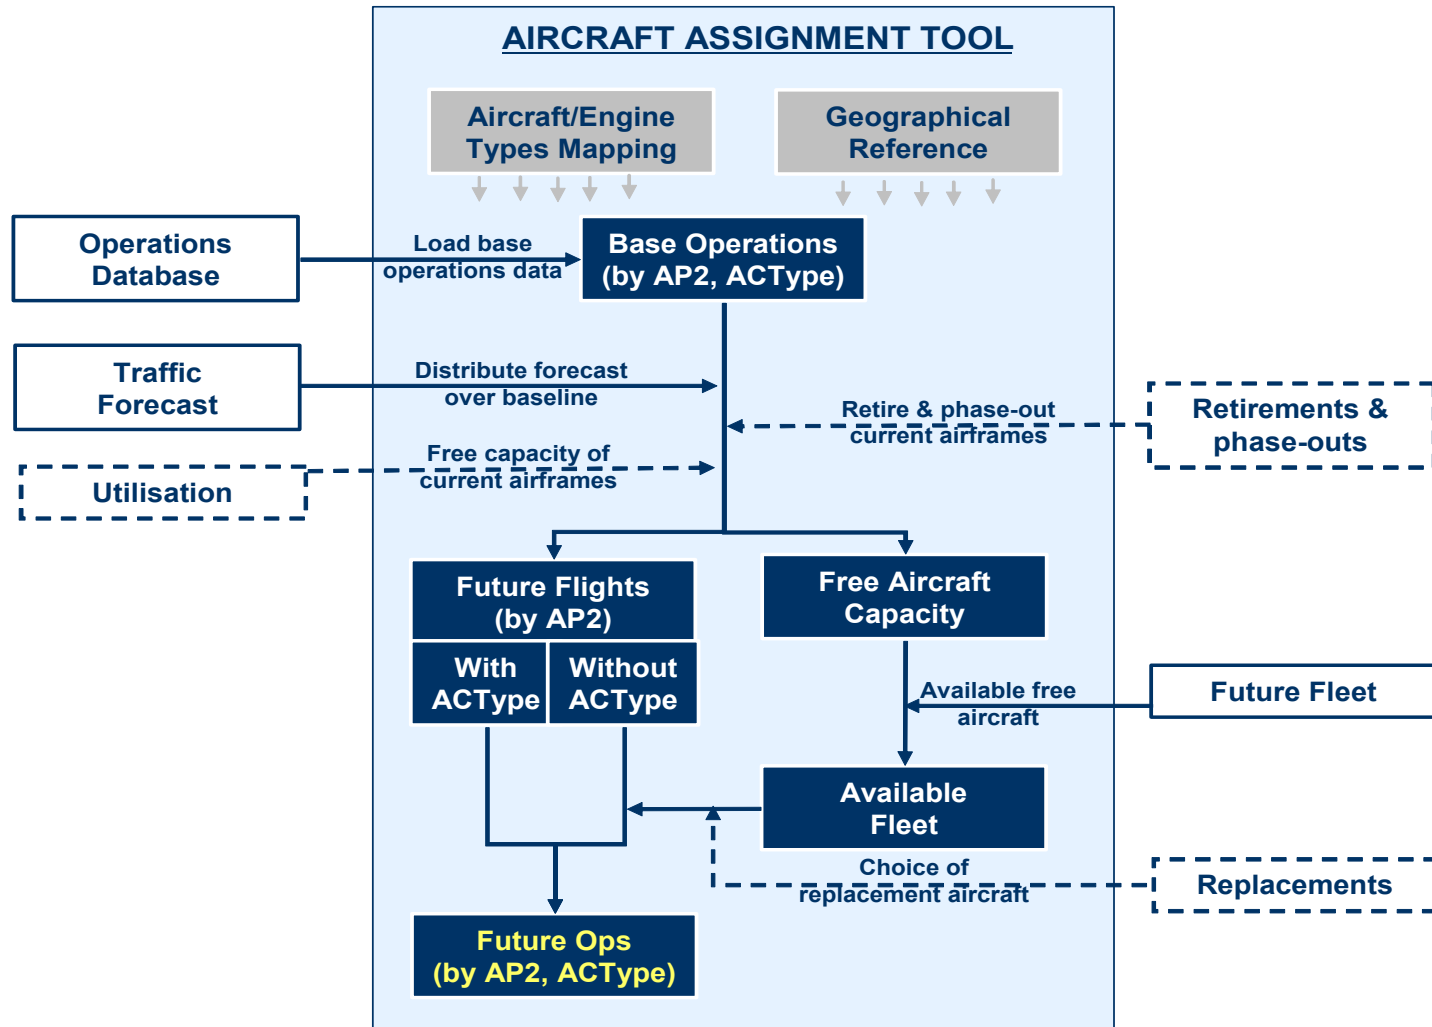 AIRCRAFT ASSIGNMENT TOOL
Aircraft/Engine
Types Mapping
Geographical
Reference
Operations
Database
Load base
operations data
Base Operations
(by AP2, ACType)
Traffic
Forecast
Distribute forecast
over baseline
Retire & phase-out
current airframes
Retirements &
phase-outs
Utilisation
Free capacity of
current airframes
Future Flights
(by AP2)
With
ACType
Without
ACType
Free Aircraft
Capacity
Available free
aircraft
Future Fleet
Available
Fleet
Choice of
replacement aircraft
Replacements
Future Ops
(by AP2, ACType)